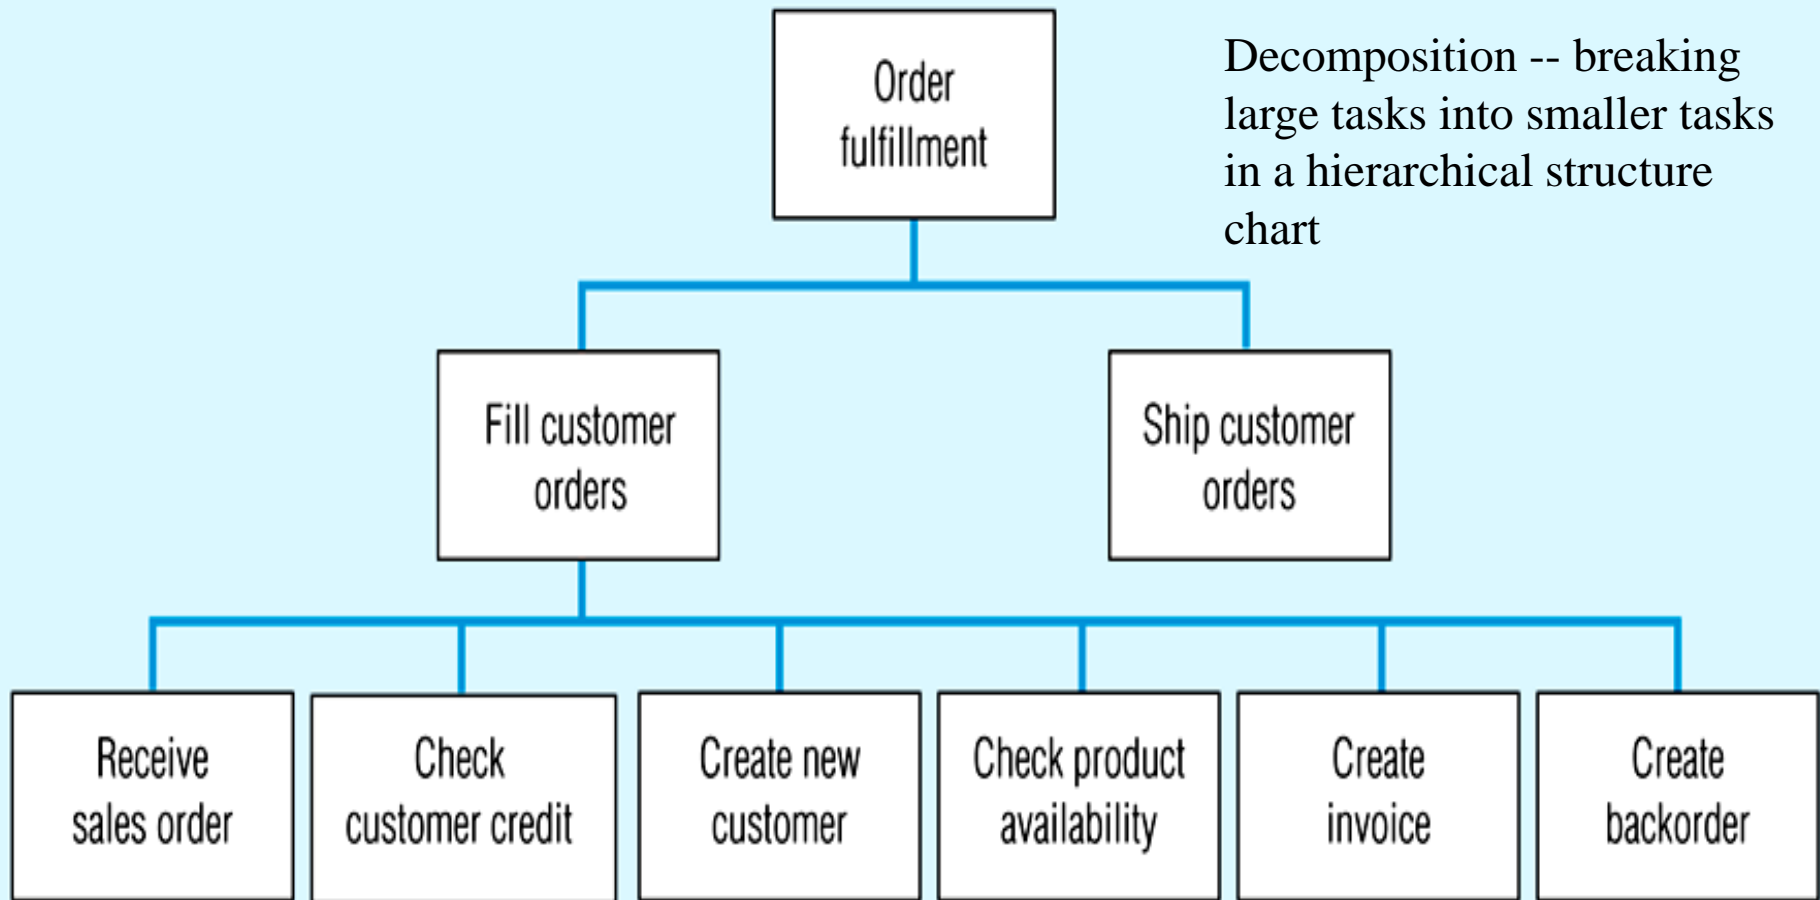 Order
fulfillment
Decomposition -- breaking
large tasks into smaller tasks
in a hierarchical structure
chart
Fill customer
orders
Ship customer
orders
Receive
sales order
Check
customer credit
Create new
customer
Check product
availability
Create
invoice
Create
backorder